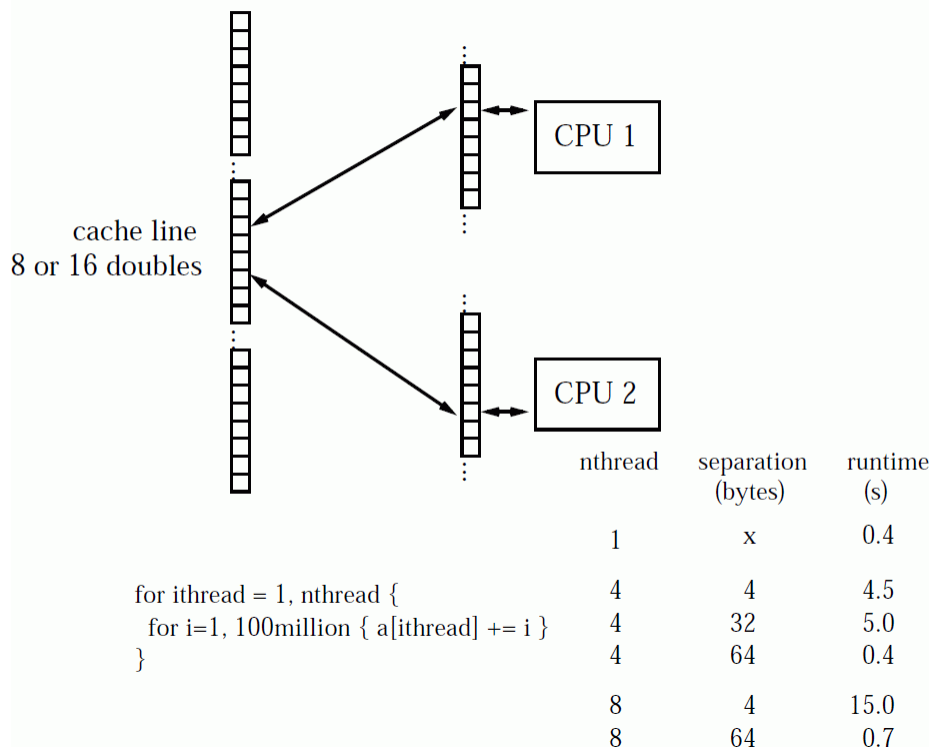 CPU 1
cache line
8 or 16 doubles
CPU 2
nthread separation runtime
(bytes) (s)
1 x 0.4
for ithread = 1, nthread {
for i=1, 100million { a[ithread] += i }
}
4 4 4.5
4 32 5.0
4 64 0.4
8 4 15.0
8 64 0.7